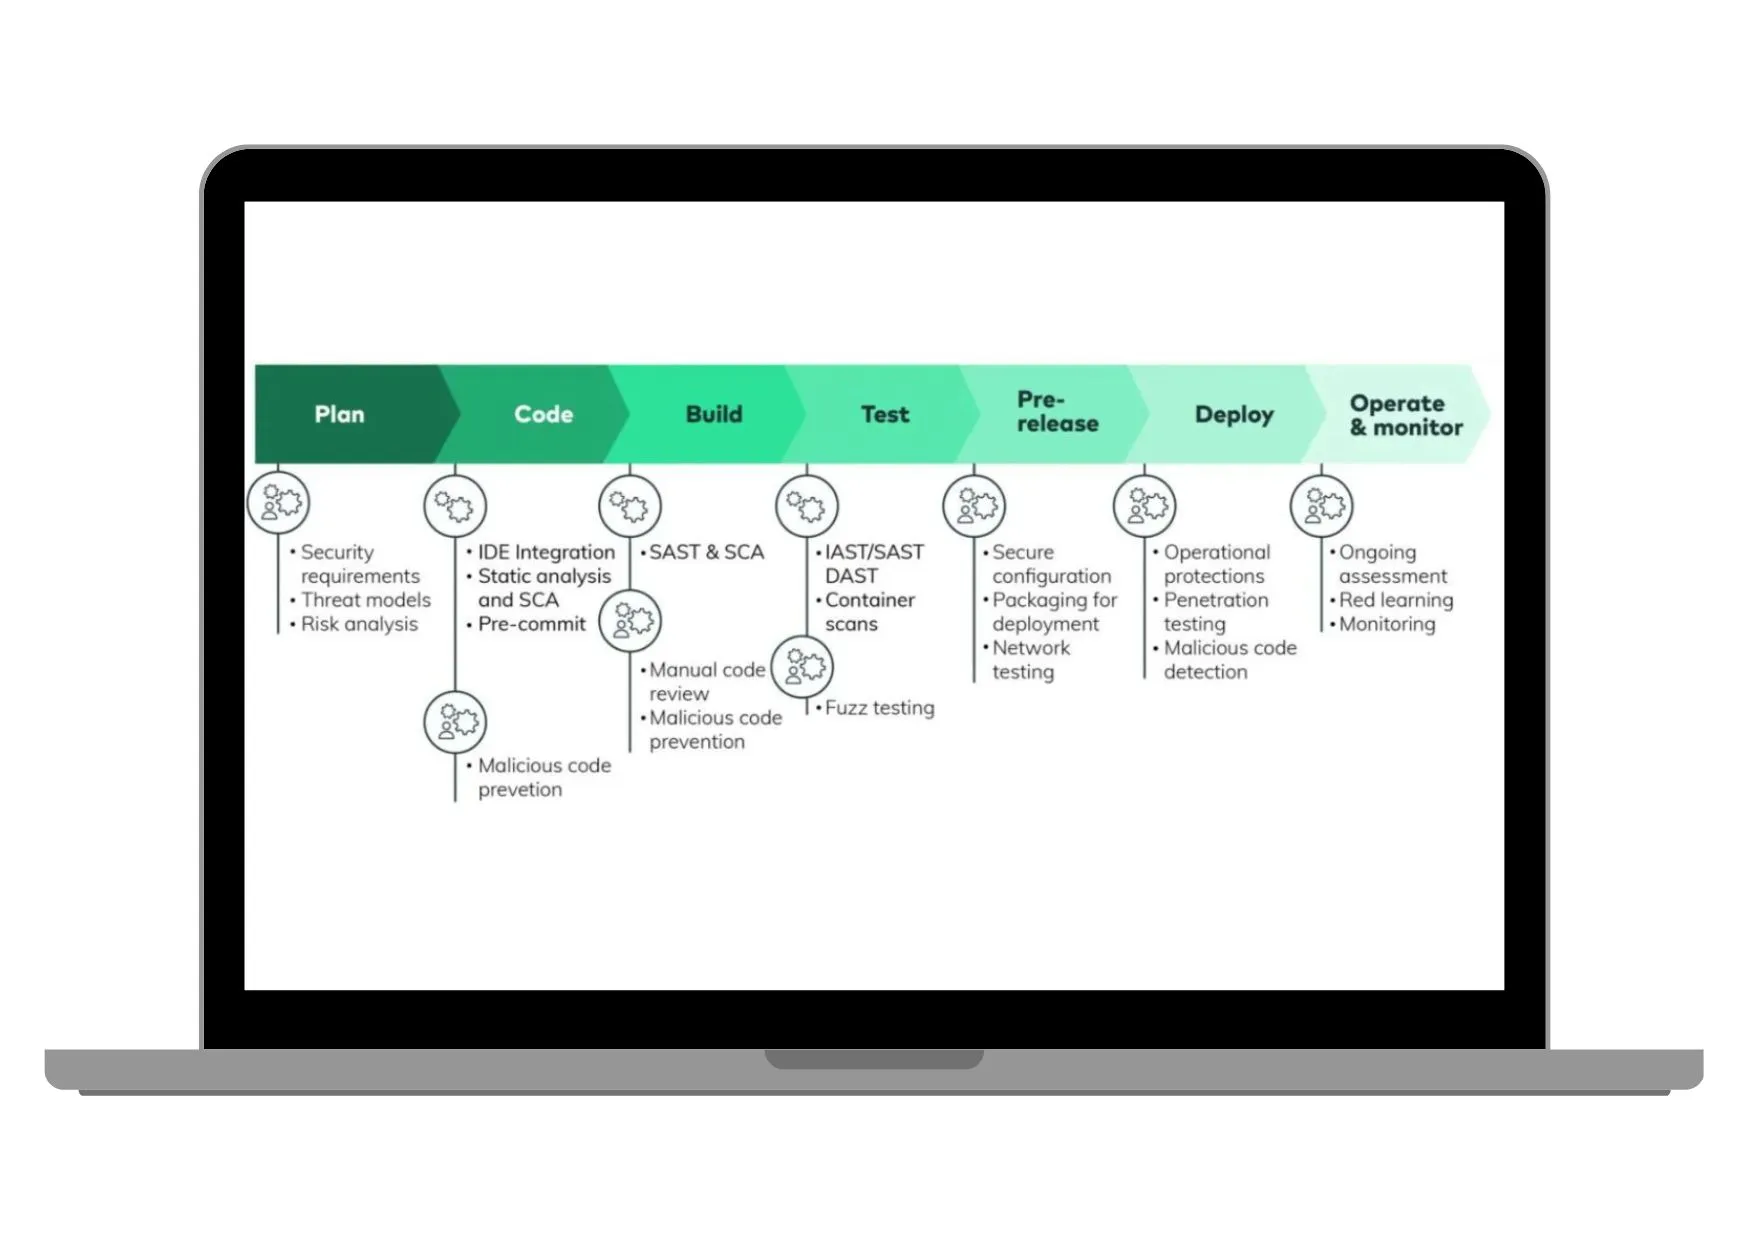 Plan
Code
Build
Test
Pre-
release
Deploy
Operate
& monitor
• Security
requirements
• Threat models
• Risk analysis
• IDE Integration
• Static analysis
and SCA
• Pre-commit
• Malicious code
prevetion
• SAST & SCA
• Manual code
review
• Malicious code
prevention
• IAST/SAST
DAST
• Container
scans
• Fuzz testing
• Secure
configuration
• Packaging for
deployment
• Network
testing
• Operational
protections
• Penetration
testing
• Malicious code
detection
• Ongoing
assessment
• Red learning
• Monitoring